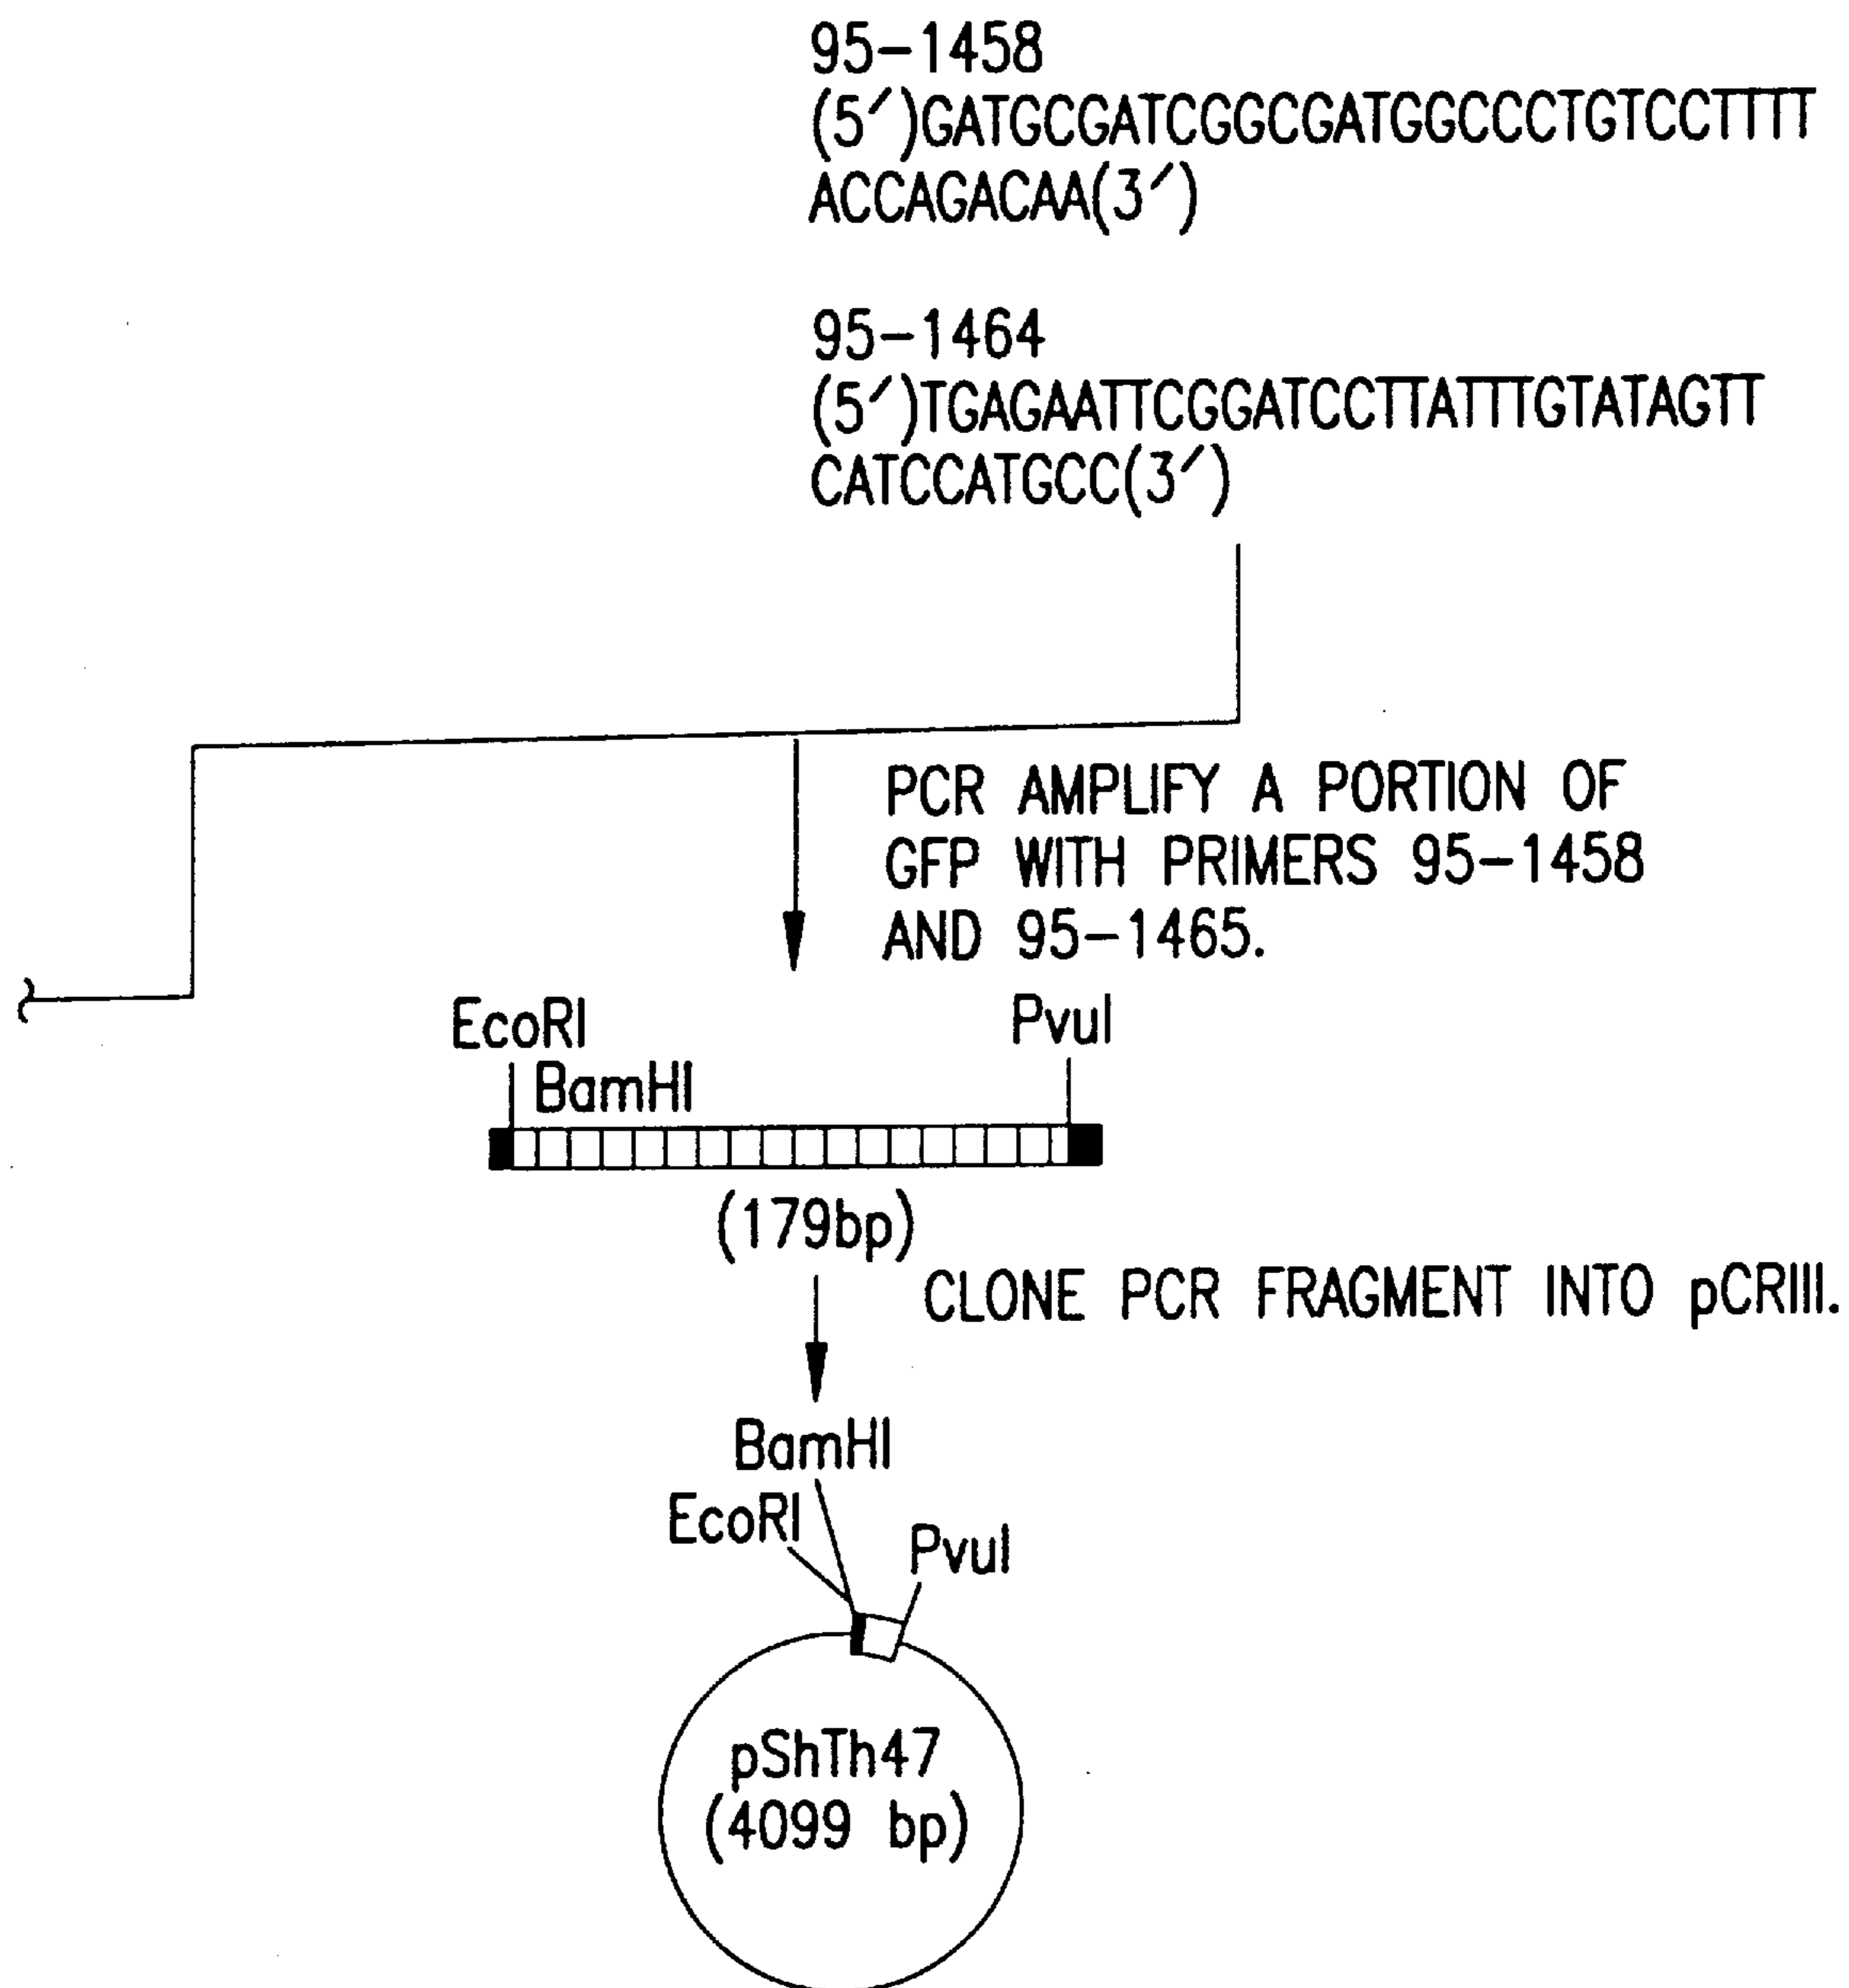 95-1458
(5′)GATGCGATCGGCGATGGCCCTGTCCTTTT
ACCAGACAA(3′)
95-1464
(5′)TGAGAATTCGGATCCTTATTTGTATAGTT
CATCCATGCC(3′)
PCR AMPLIFY A PORTION OF
GFP WITH PRIMERS 95-1458
AND 95-1465.
EcoRI
PvuI
BamHI
(179bp)
CLONE PCR FRAGMENT INTO pCRIII.
BamHI
EcoRI
PvuI
pShTh47
(4099 bp)